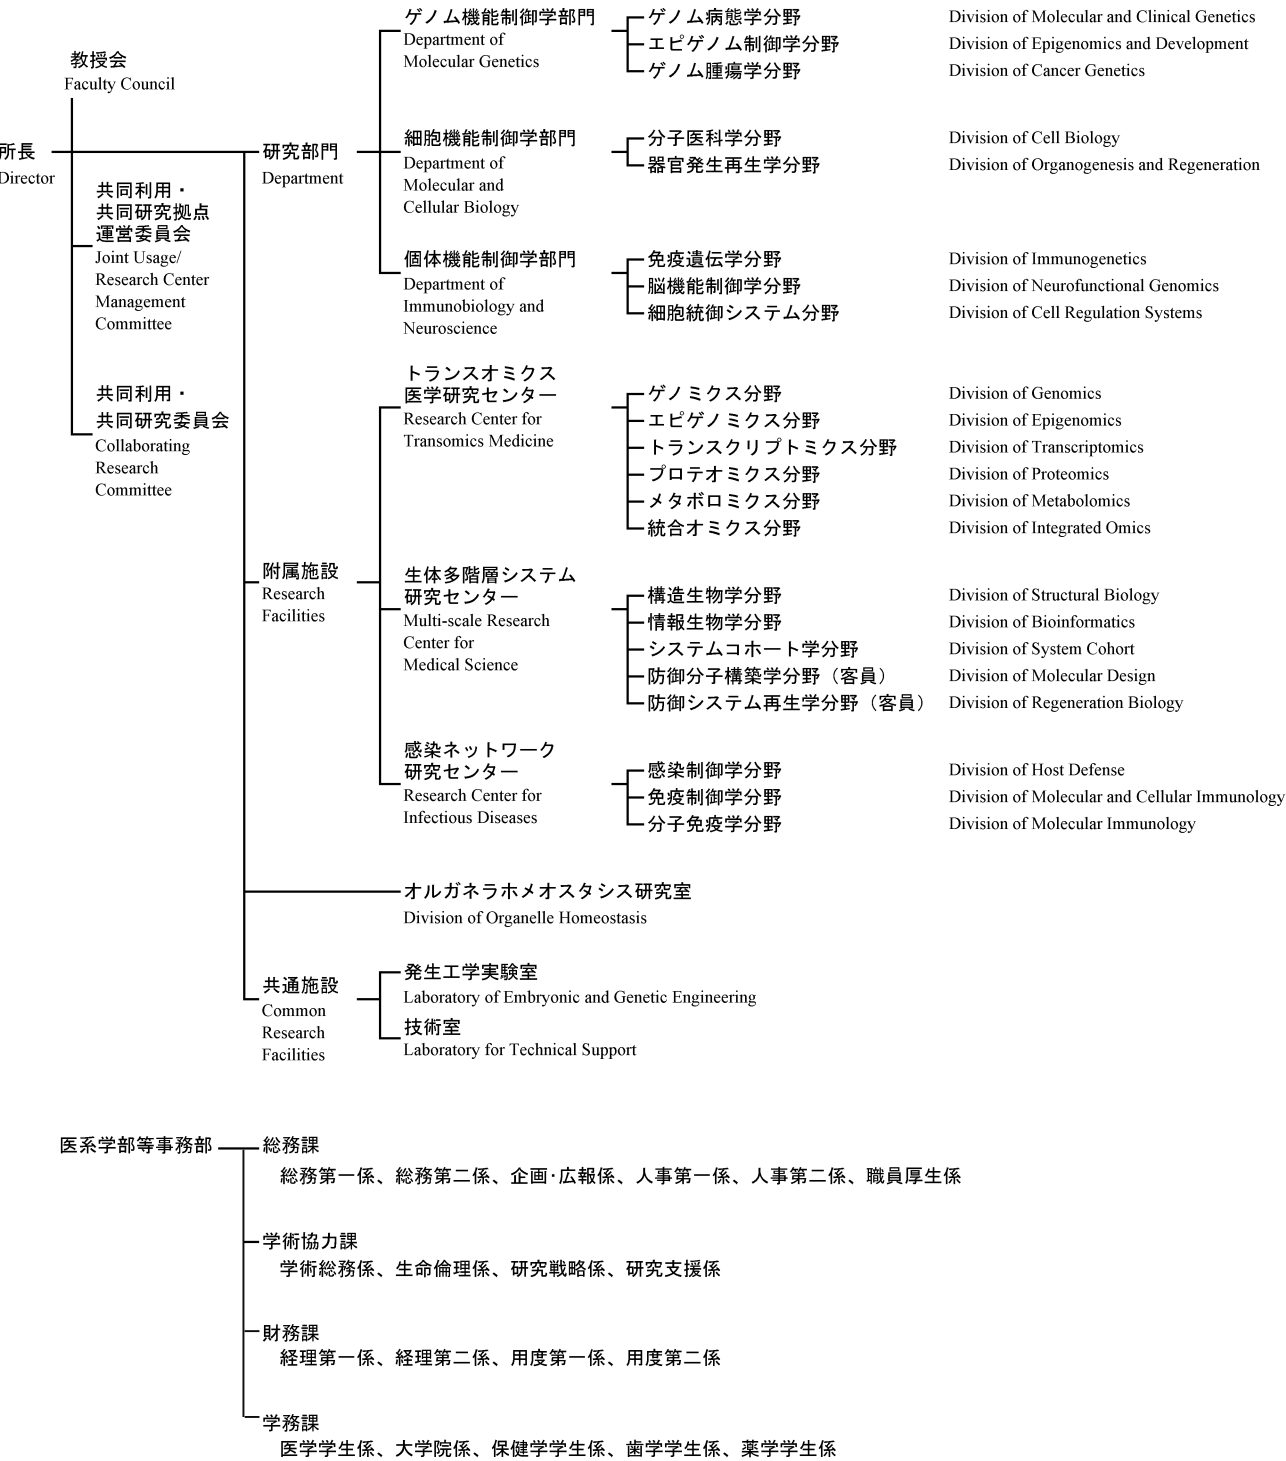 教授会
Faculty Council
所長
Director
共同利用・
共同研究拠点
運営委員会
Joint Usage/
Research Center
Management
Committee
共同利用・
共同研究委員会
Collaborating
Research
Committee
研究部門
Department
ゲノム機能制御学部門
Department of
Molecular Genetics
ゲノム病態学分野 Division of Molecular and Clinical Genetics
エピゲノム制御学分野 Division of Epigenomics and Development
ゲノム腫瘍学分野 Division of Cancer Genetics
細胞機能制御学部門
Department of
Molecular and
Cellular Biology
分子医科学分野 Division of Cell Biology
器官発生再生学分野 Division of Organogenesis and Regeneration
個体機能制御学部門
Department of
Immunobiology and
Neuroscience
免疫遺伝学分野 Division of Immunogenetics
脳機能制御学分野 Division of Neurofunctional Genomics
細胞統御システム分野 Division of Cell Regulation Systems
附属施設
Research
Facilities
トランスオミクス
医学研究センター
Research Center for
Transomics Medicine
ゲノミクス分野 Division of Genomics
エピゲノミクス分野 Division of Epigenomics
トランスクリプトミクス分野 Division of Transcriptomics
プロテオミクス分野 Division of Proteomics
メタボロミクス分野 Division of Metabolomics
統合オミクス分野 Division of Integrated Omics
生体多階層システム
研究センター
Multi-scale Research
Center for
Medical Science
構造生物学分野 Division of Structural Biology
情報生物学分野 Division of Bioinformatics
システムコホート学分野 Division of System Cohort
防御分子構築学分野（客員） Division of Molecular Design
防御システム再生学分野（客員） Division of Regeneration Biology
感染ネットワーク
研究センター
Research Center for
Infectious Diseases
感染制御学分野 Division of Host Defense
免疫制御学分野 Division of Molecular and Cellular Immunology
分子免疫学分野 Division of Molecular Immunology
オルガネラホメオスタシス研究室
Division of Organelle Homeostasis
共通施設
Common
Research
Facilities
発生工学実験室
Laboratory of Embryonic and Genetic Engineering
技術室
Laboratory for Technical Support
医系学部等事務部
総務課
総務第一係、総務第二係、企画・広報係、人事第一係、人事第二係、職員厚生係
学術協力課
学術総務係、生命倫理係、研究戦略係、研究支援係
財務課
経理第一係、経理第二係、用度第一係、用度第二係
学務課
医学学生係、大学院係、保健学学生係、歯学学生係、薬学学生係